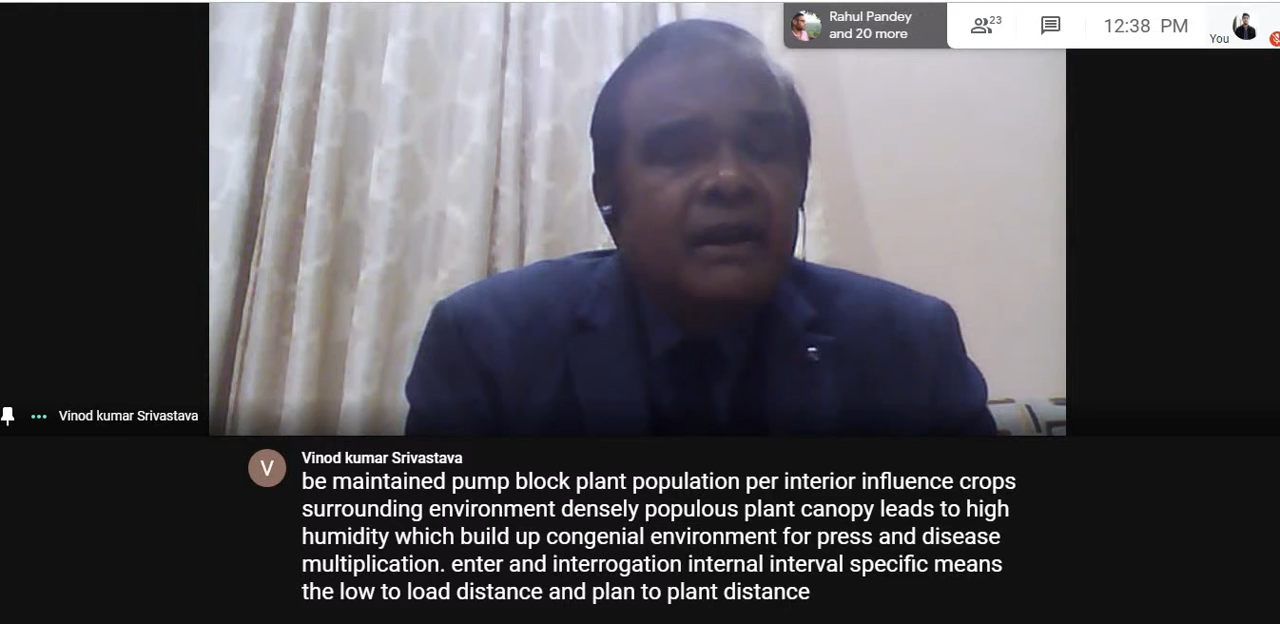 Rahul Pandey
and 20 more
23
12:38 PM
You
Vinod kumar Srivastava
V
Vinod kumar Srivastava
be maintained pump block plant population per interior influence crops
surrounding environment densely populous plant canopy leads to high
humidity which build up congenial environment for press and disease
multiplication. enter and interrogation internal interval specific means
the low to load distance and plan to plant distance